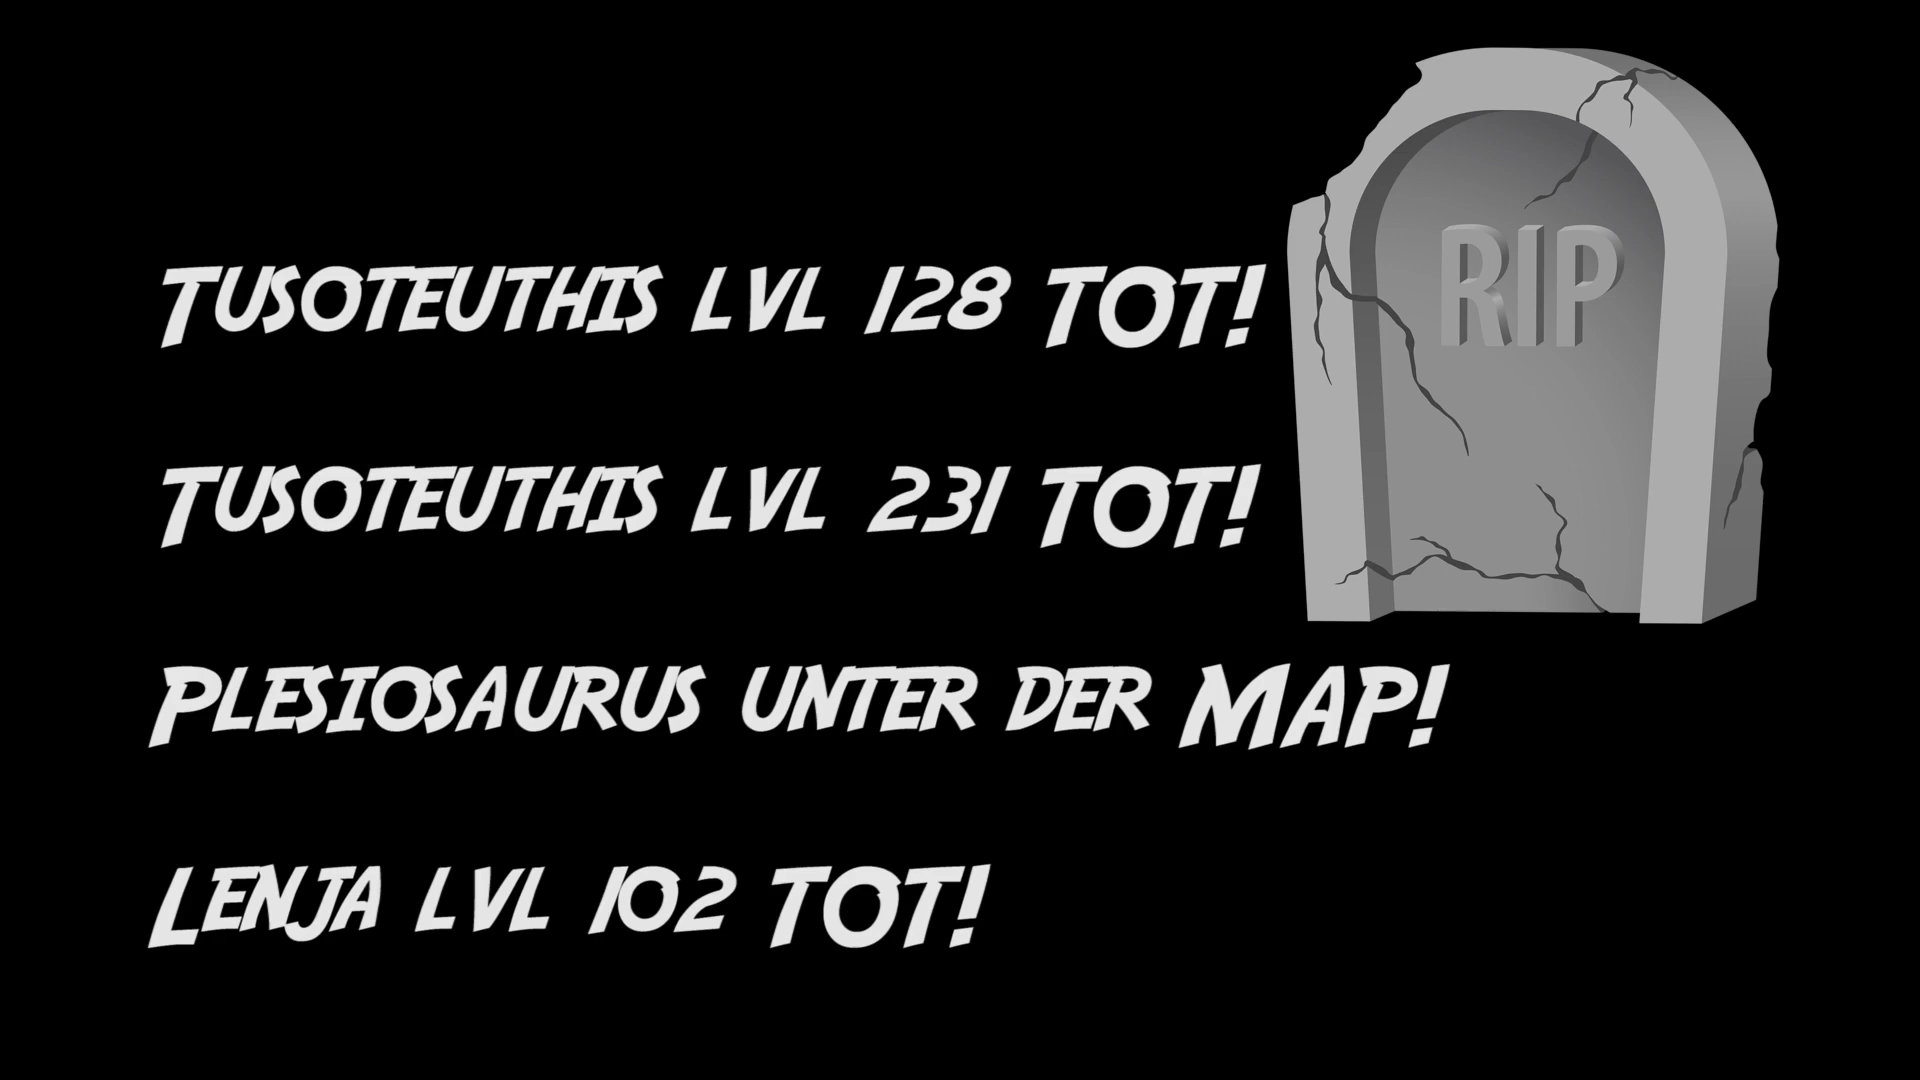 RIP
Tusoteuthis lvl 128 TOT!
Tusoteuthis lvl 231 TOT!
Plesiosaurus unter der Map!
Lenja lvl 102 TOT!